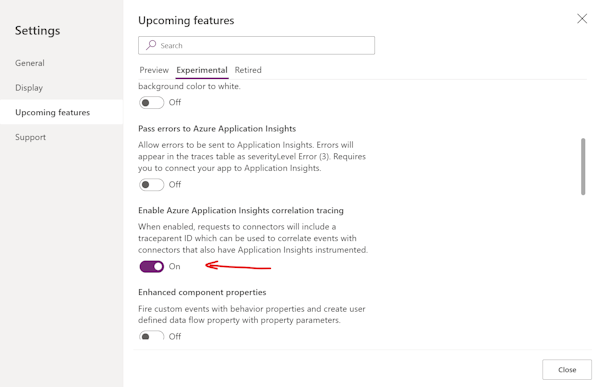 Settings
General
Display
Upcoming features
Support
Upcoming features
Search
Preview Experimental Retired
background color to white.
Off
Pass errors to Azure Application Insights
Allow errors to be sent to Application Insights. Errors will
appear in the traces table as severityLevel Error (3). Requires
you to connect your app to Application Insights.
Off
Enable Azure Application Insights correlation tracing
When enabled, requests to connectors will include a
traceparent ID which can be used to correlate events with
connectors that also have Application Insights instrumented.
On
Enhanced component properties
Fire custom events with behavior properties and create user
defined data flow property with property parameters.
Off
Close